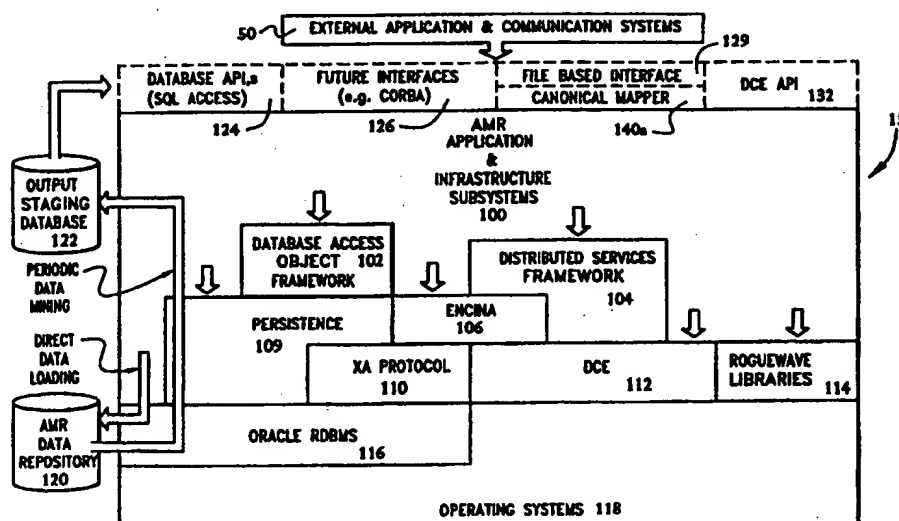 50
EXTERNAL APPLICATION & COMMUNICATION SYSTEMS
129
DATABASE API,s
(SQL ACCESS)
124
FUTURE INTERFACES
(e.g. CORBA)
126
FILE BASED INTERFACE
CANONICAL MAPPER
140a
DCE API
132
AMR
APPLICATION
&
INFRASTRUCTURE
SUBSYSTEMS
100
OUTPUT
STAGING
DATABASE
122
DATABASE ACCESS
OBJECT 102
FRAMEWORK
DISTRIBUTED SERVICES
FRAMEWORK
104
PERIODIC
DATA
MINING
PERSISTENCE
109
ENCINA
106
DIRECT
DATA
LOADING
XA PROTOCOL
110
DCE
112
ROGUEWAVE
LIBRARIES
114
AMR
DATA
REPOSITORY
120
ORACLE RDBMS
116
OPERATING SYSTEMS 118